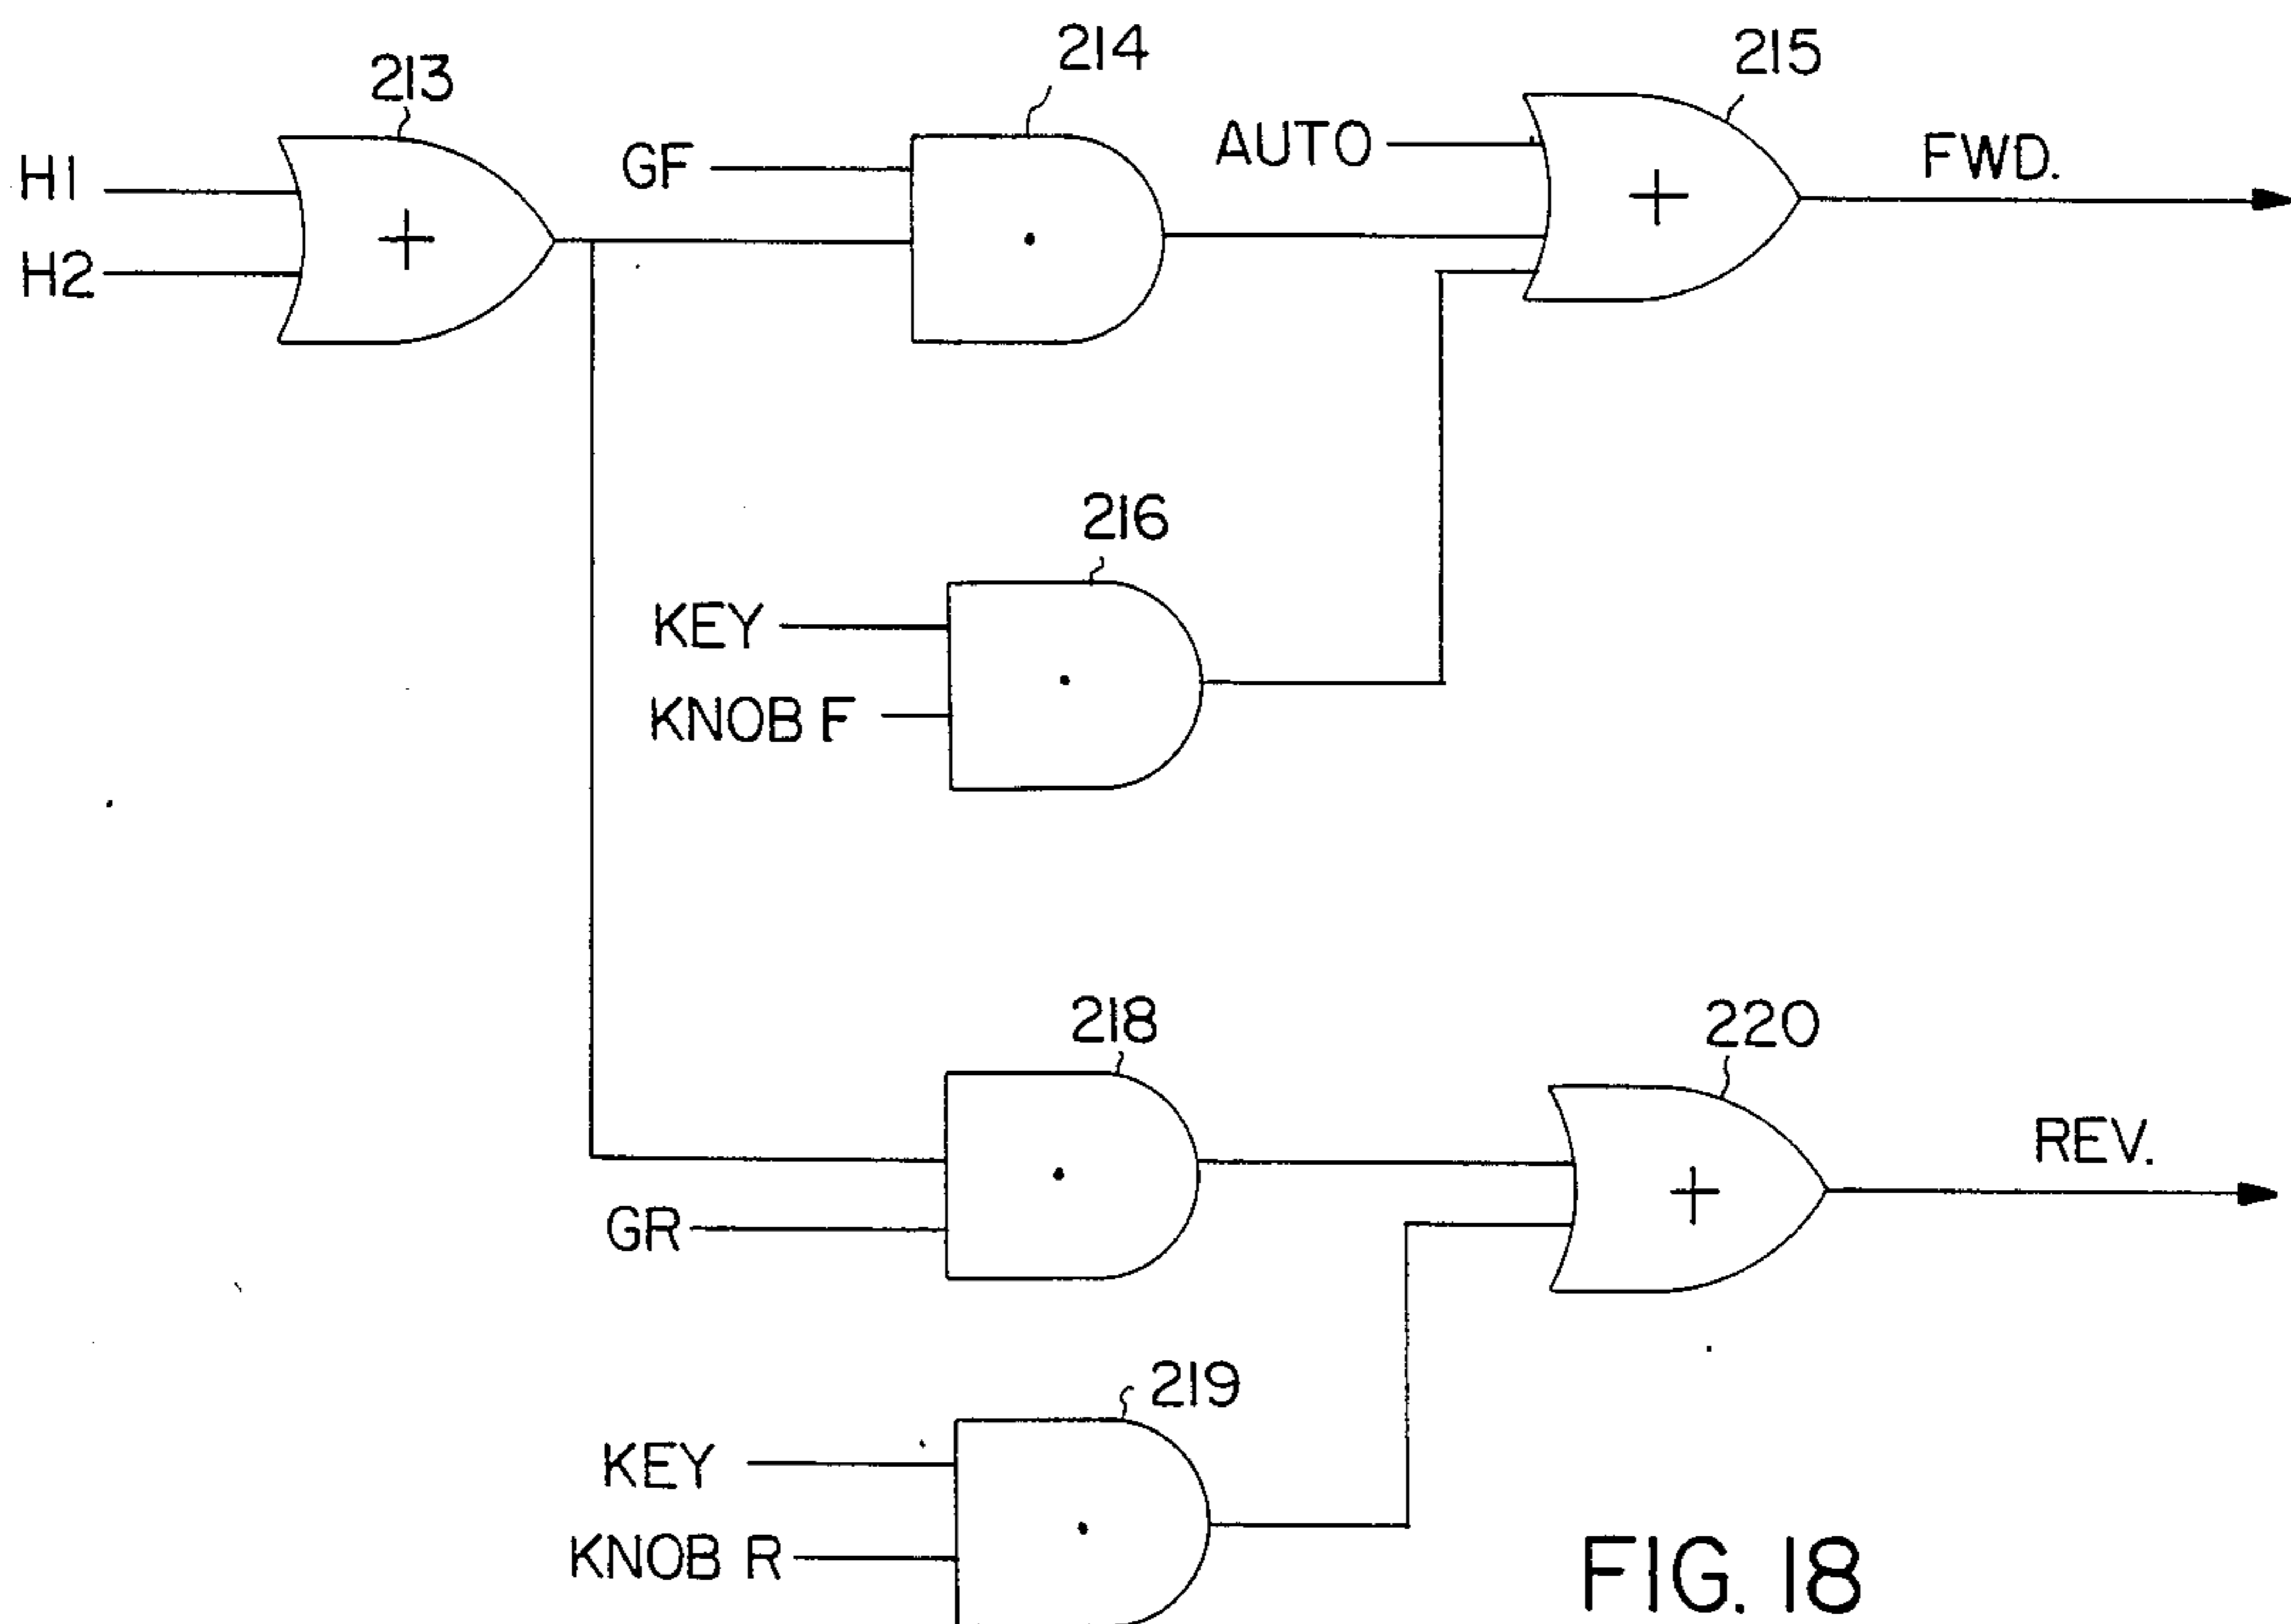 213
214
215
H1
H2
GF
AUTO
FWD.
+
+
216
KEY
KNOB F
218
220
GR
REV.
+
219
KEY
KNOB R
FIG. 18